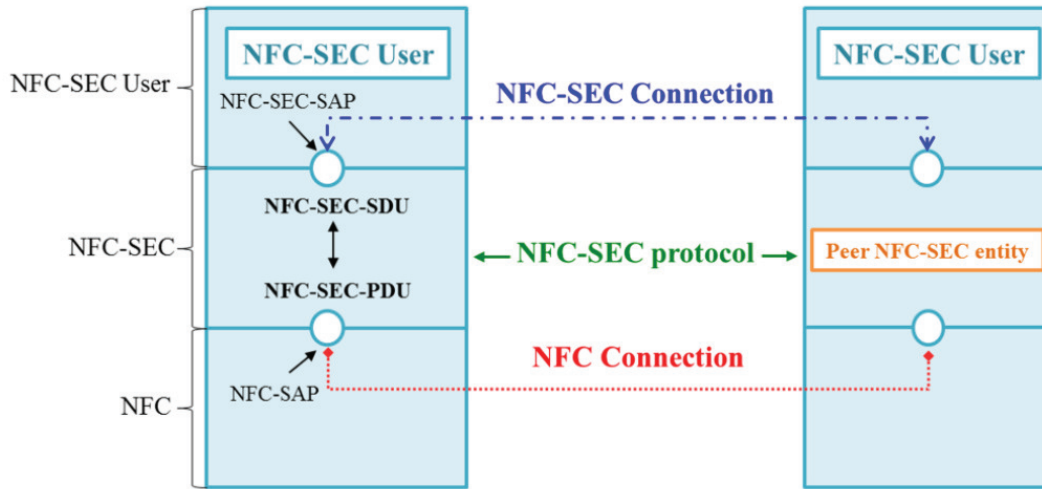 NFC-SEC User
NFC-SEC User
NFC-SEC User
NFC-SEC-SAP
NFC-SEC Connection
NFC-SEC-SDU
NFC-SEC
NFC-SEC protocol
Peer NFC-SEC entity
NFC-SEC-PDU
NFC Connection
NFC-SAP
NFC